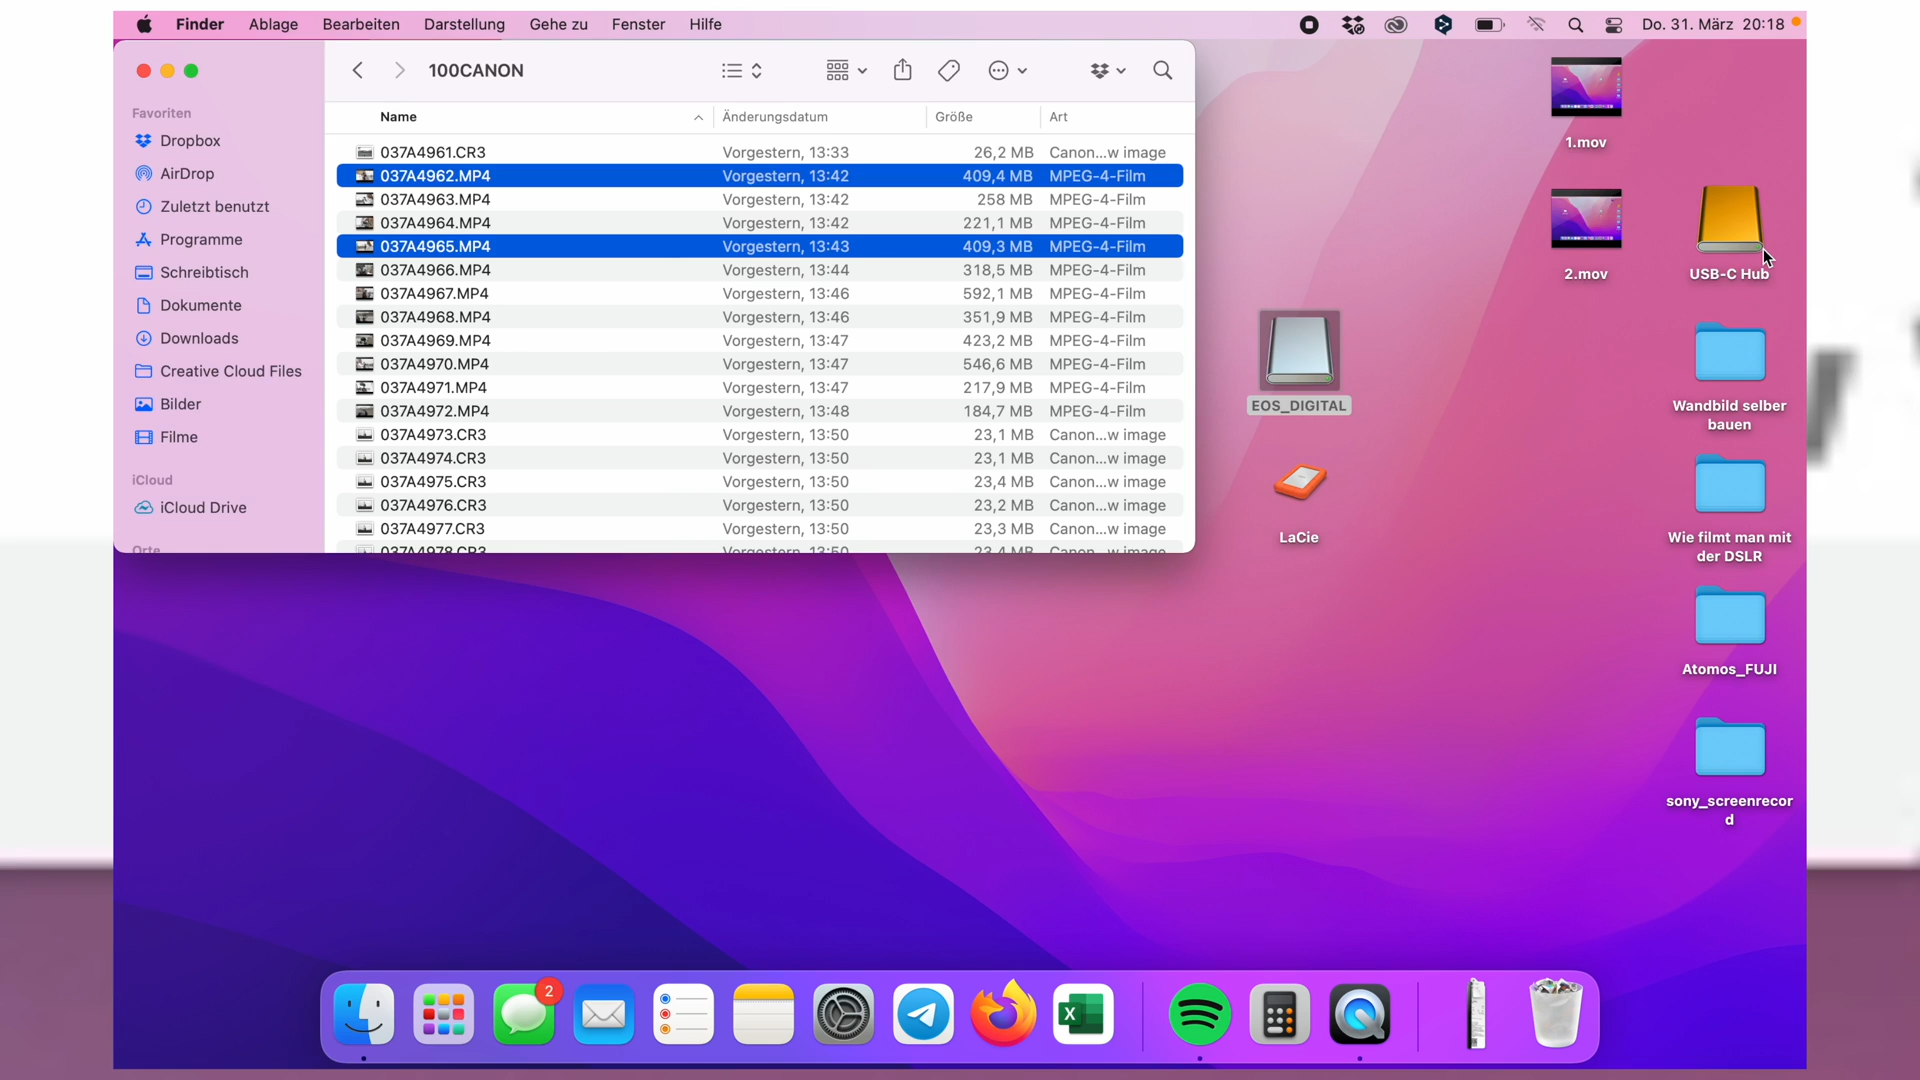 Finder Ablage Bearbeiten Darstellung Gehe zu Fenster Hilfe Do. 31. März 20:18
100CANON
Favoriten
Dropbox
AirDrop
Zuletzt benutzt
Programme
Schreibtisch
Dokumente
Downloads
Creative Cloud Files
Bilder
Filme
iCloud
iCloud Drive
Orte
Name Änderungsdatum Größe Art
037A4961.CR3 Vorgestern, 13:33 26,2 MB Canon...w image
037A4962.MP4 Vorgestern, 13:42 409,4 MB MPEG-4-Film
037A4963.MP4 Vorgestern, 13:42 258 MB MPEG-4-Film
037A4964.MP4 Vorgestern, 13:42 221,1 MB MPEG-4-Film
037A4965.MP4 Vorgestern, 13:43 409,3 MB MPEG-4-Film
037A4966.MP4 Vorgestern, 13:44 318,5 MB MPEG-4-Film
037A4967.MP4 Vorgestern, 13:46 592,1 MB MPEG-4-Film
037A4968.MP4 Vorgestern, 13:46 351,9 MB MPEG-4-Film
037A4969.MP4 Vorgestern, 13:47 423,2 MB MPEG-4-Film
037A4970.MP4 Vorgestern, 13:47 546,6 MB MPEG-4-Film
037A4971.MP4 Vorgestern, 13:47 217,9 MB MPEG-4-Film
037A4972.MP4 Vorgestern, 13:48 184,7 MB MPEG-4-Film
037A4973.CR3 Vorgestern, 13:50 23,1 MB Canon...w image
037A4974.CR3 Vorgestern, 13:50 23,1 MB Canon...w image
037A4975.CR3 Vorgestern, 13:50 23,4 MB Canon...w image
037A4976.CR3 Vorgestern, 13:50 23,2 MB Canon...w image
037A4977.CR3 Vorgestern, 13:50 23,3 MB Canon...w image
037A4978.CR3 Vorgestern, 13:50 23,4 MB Canon...w image
1.mov
2.mov
USB-C Hub
EOS_DIGITAL
LaCie
Wandbild selber
bauen
Wie filmt man mit
der DSLR
Atomos_FUJI
sony_screenrecor
d
2
X